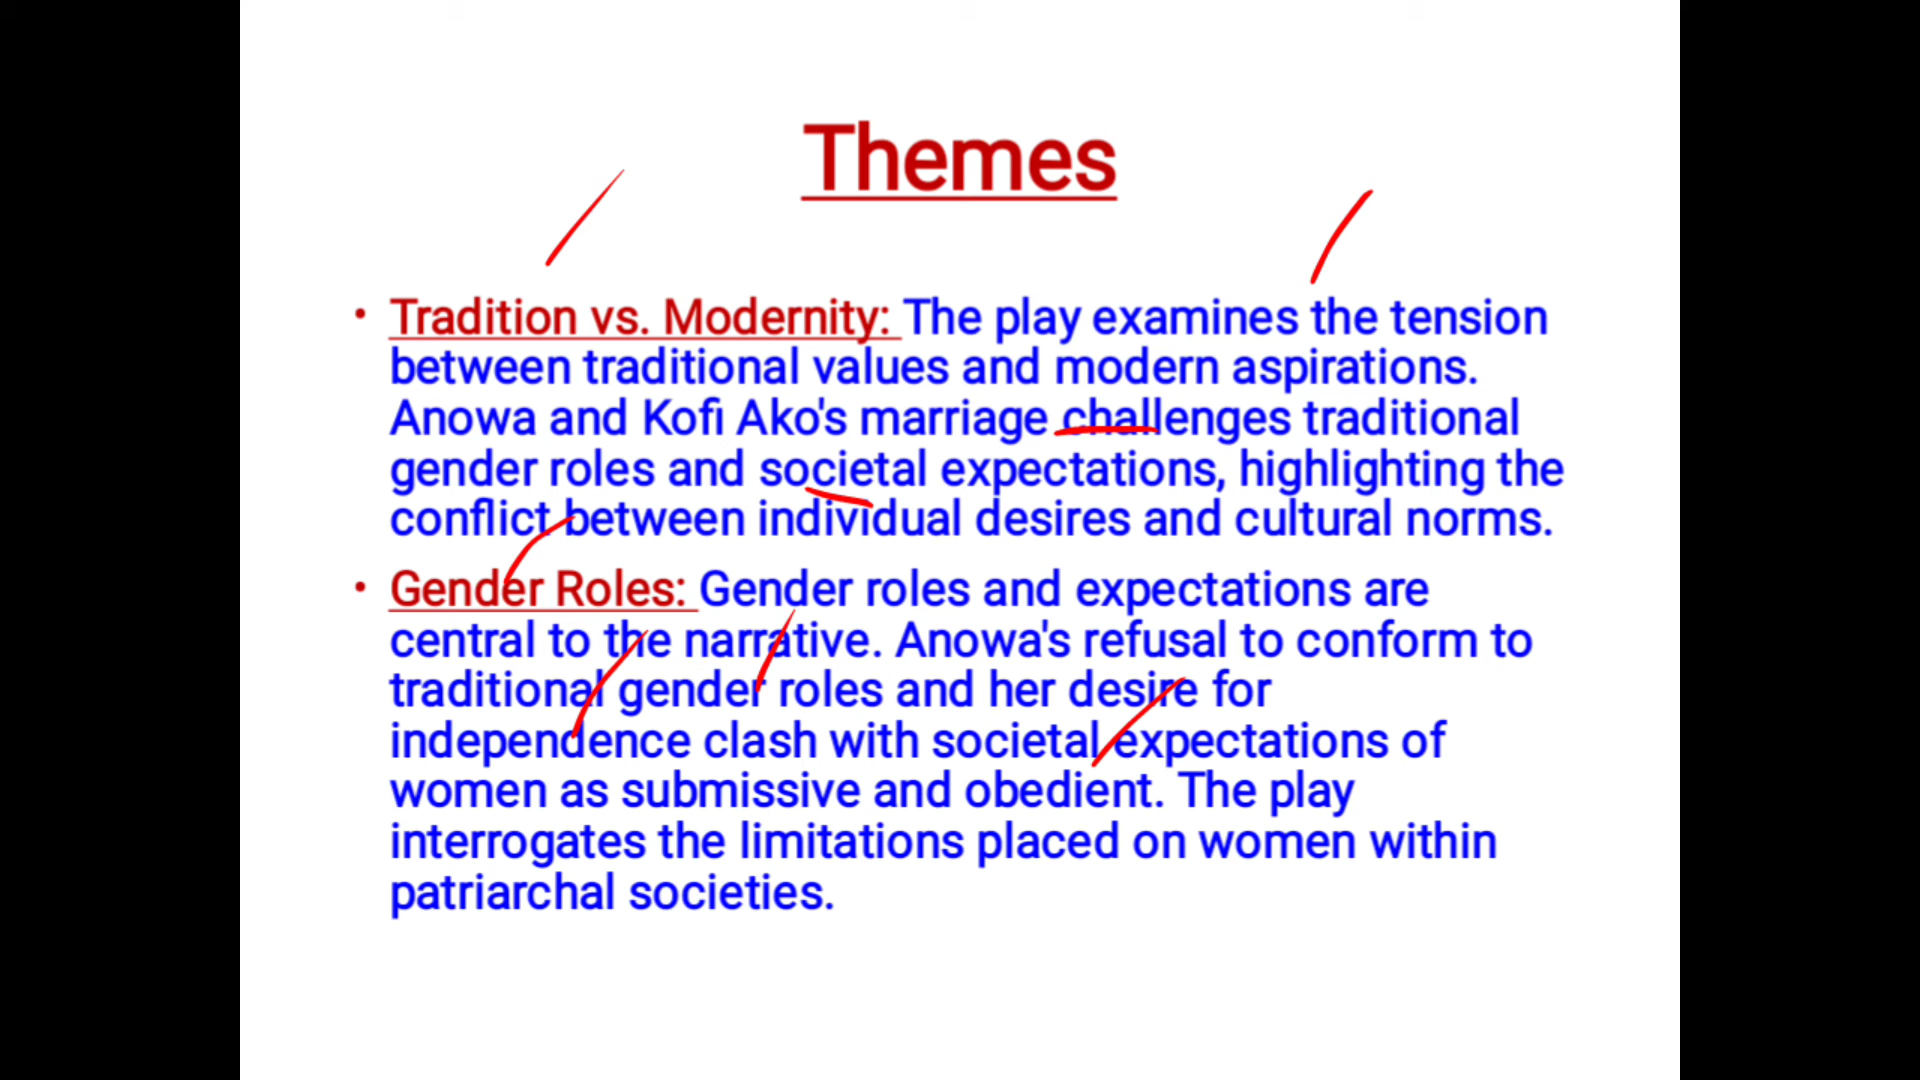 Themes
• Tradition vs. Modernity: The play examines the tension
between traditional values and modern aspirations.
Anowa and Kofi Ako's marriage challenges traditional
gender roles and societal expectations, highlighting the
conflict between individual desires and cultural norms.
• Gender Roles: Gender roles and expectations are
central to the narrative. Anowa's refusal to conform to
traditional gender roles and her desire for
independence clash with societal expectations of
women as submissive and obedient. The play
interrogates the limitations placed on women within
patriarchal societies.